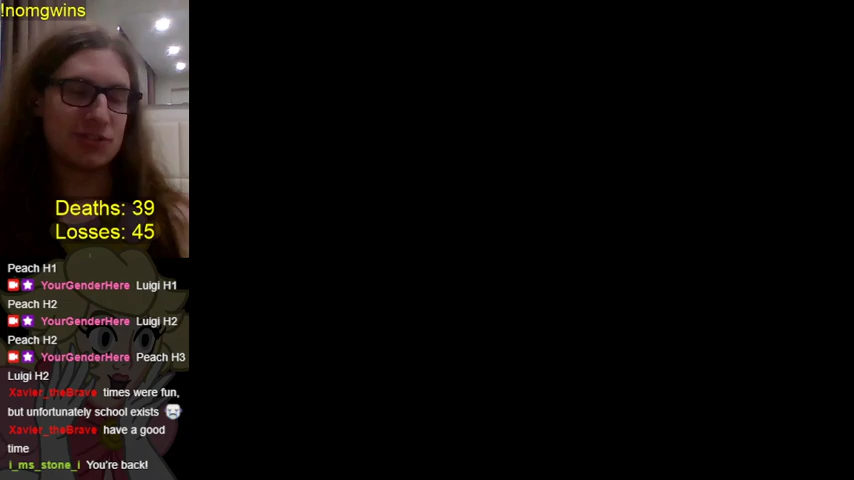 !nomgwins
Deaths: 39
Losses: 45
Peach H1
YourGenderHere Luigi H1
Peach H2
YourGenderHere Luigi H2
Peach H2
YourGenderHere Peach H3
Luigi H2
Xavier_theBrave times were fun,
but unfortunately school exists
Xavier_theBrave have a good
time
i_ms_stone_i You're back!